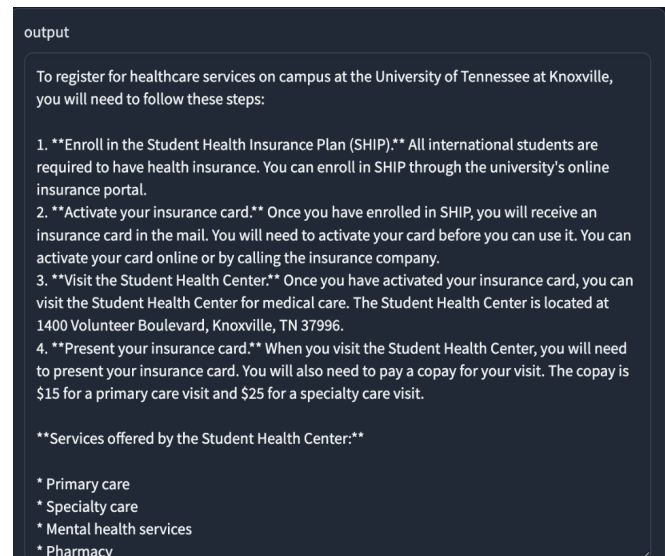 output
To register for healthcare services on campus at the University of Tennessee at Knoxville,
you will need to follow these steps:
1. **Enroll in the Student Health Insurance Plan (SHIP).** All international students are
required to have health insurance. You can enroll in SHIP through the university's online
insurance portal.
2. **Activate your insurance card.** Once you have enrolled in SHIP, you will receive an
insurance card in the mail. You will need to activate your card before you can use it. You can
activate your card online or by calling the insurance company.
3. **Visit the Student Health Center.** Once you have activated your insurance card, you can
visit the Student Health Center for medical care. The Student Health Center is located at
1400 Volunteer Boulevard, Knoxville, TN 37996.
4. **Present your insurance card.** When you visit the Student Health Center, you will need
to present your insurance card. You will also need to pay a copay for your visit. The copay is
$15 for a primary care visit and $25 for a specialty care visit.
**Services offered by the Student Health Center:**
* Primary care
* Specialty care
* Mental health services
* Pharmacy